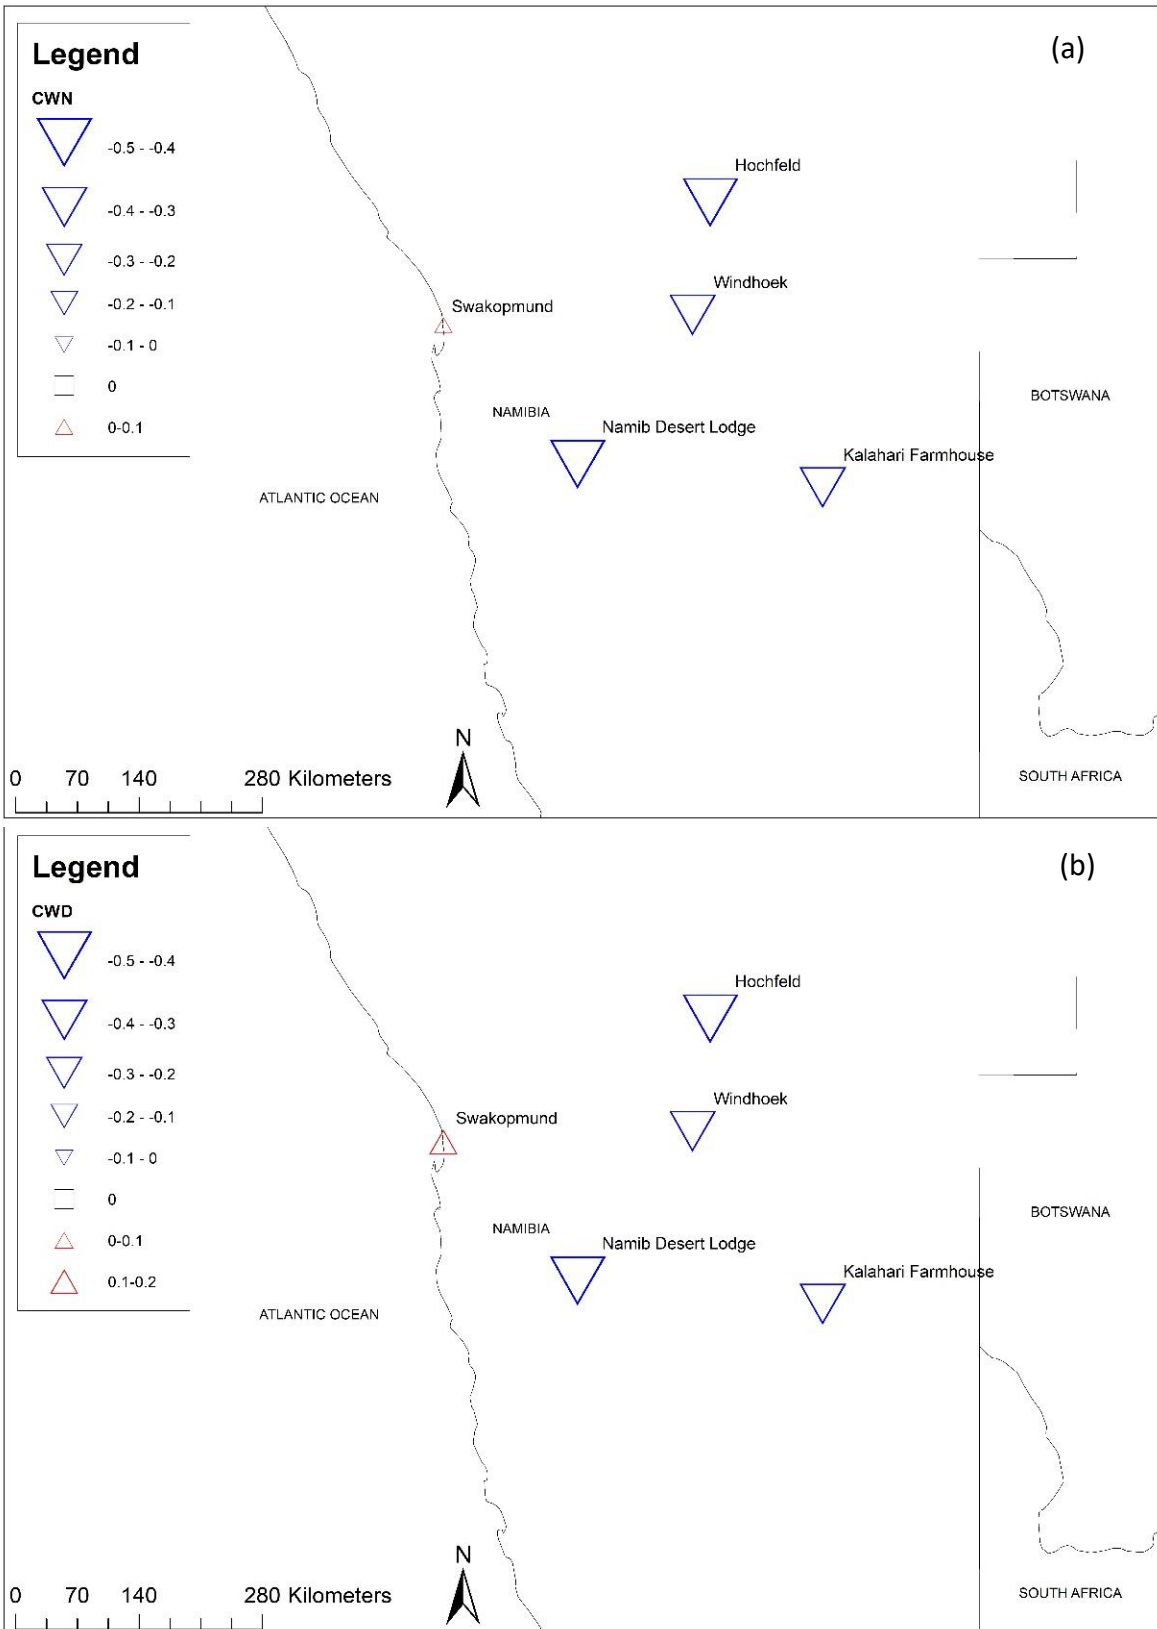 (a)
Legend
CWN
-0.5 - -0.4
-0.4 - -0.3
-0.3 - -0.2
-0.2 - -0.1
-0.1 - 0
0
0-0.1
Hochfeld
Windhoek
Swakopmund
NAMIBIA
BOTSWANA
Namib Desert Lodge
Kalahari Farmhouse
ATLANTIC OCEAN
N
0 70 140 280 Kilometers
SOUTH AFRICA
(b)
Legend
CWD
-0.5 - -0.4
-0.4 - -0.3
-0.3 - -0.2
-0.2 - -0.1
-0.1 - 0
0
0-0.1
0.1-0.2
Hochfeld
Windhoek
Swakopmund
NAMIBIA
BOTSWANA
Namib Desert Lodge
Kalahari Farmhouse
ATLANTIC OCEAN
N
0 70 140 280 Kilometers
SOUTH AFRICA